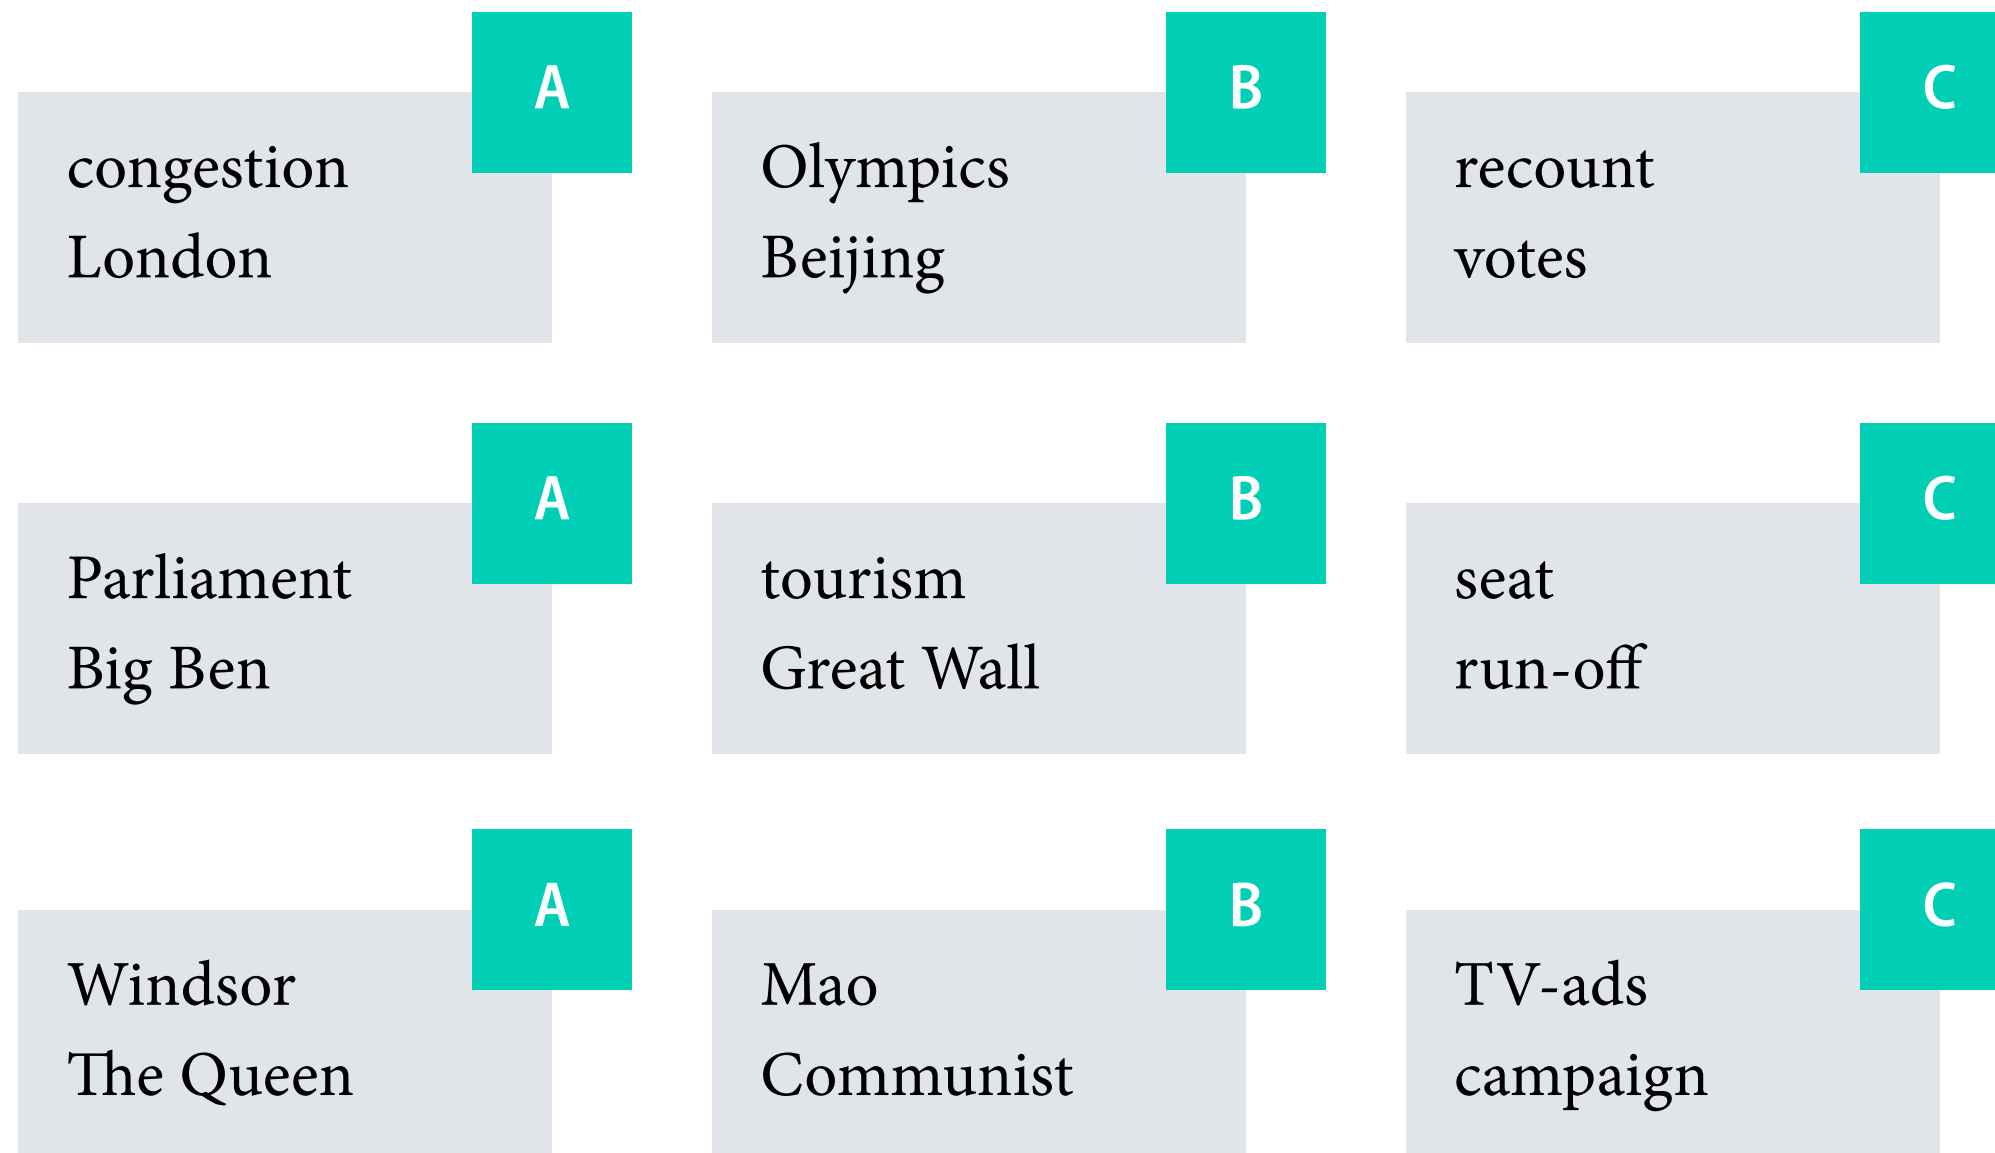 A
congestion
London
B
Olympics
Beijing
C
recount
votes
A
Parliament
Big Ben
B
tourism
Great Wall
C
seat
run-off
A
Windsor
The Queen
B
Mao
Communist
C
TV-ads
campaign